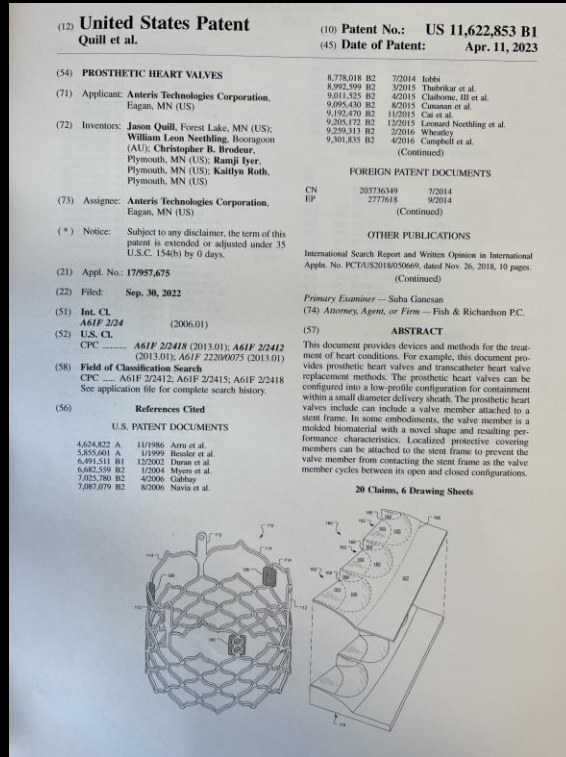 (12) United States Patent
Quill et al.
(10) Patent No.: US 11,622,853 B1
(45) Date of Patent: Apr. 11, 2023
(54) PROSTHETIC HEART VALVES
(71) Applicant: Anteris Technologies Corporation,
Eagan, MN (US)
(72) Inventors: Jason Quill, Forest Lake, MN (US);
William Leon Neethling, Booragoon
(AU); Christopher B. Brodeur,
Plymouth, MN (US); Ramji Iyer,
Plymouth, MN (US); Kaitlyn Roth,
Plymouth, MN (US)
(73) Assignee: Anteris Technologies Corporation,
Eagan, MN (US)
(*) Notice: Subject to any disclaimer, the term of this
patent is extended or adjusted under 35
U.S.C. 154(b) by 0 days.
(21) Appl. No.: 17/957,675
(22) Filed: Sep. 30, 2022
(51) Int. Cl.
A61F 2/24 (2006.01)
(52) U.S. Cl.
CPC .......... A61F 2/2418 (2013.01); A61F 2/2412
(2013.01); A61F 2220/0075 (2013.01)
(58) Field of Classification Search
CPC ..... A61F 2/2412; A61F 2/2415; A61F 2/2418
See application file for complete search history.
(56) References Cited
U.S. PATENT DOCUMENTS
4,624,822 A 11/1986 Arru et al.
5,855,601 A 1/1999 Bessler et al.
6,491,511 B1 12/2002 Duran et al.
6,682,559 B2 1/2004 Myers et al.
7,025,780 B2 4/2006 Gabbay
7,087,079 B2 8/2006 Navia et al.
8,778,018 B2 7/2014 Iobbi
8,992,599 B2 3/2015 Thubrikar et al.
9,011,525 B2 4/2015 Claiborne, III et al.
9,095,430 B2 8/2015 Cunanan et al.
9,192,470 B2 11/2015 Cai et al.
9,205,172 B2 12/2015 Leonard Neethling et al.
9,259,313 B2 2/2016 Wheatley
9,301,835 B2 4/2016 Campbell et al.
(Continued)
FOREIGN PATENT DOCUMENTS
CN 203736349 7/2014
EP 2777618 9/2014
(Continued)
OTHER PUBLICATIONS
International Search Report and Written Opinion in International
Appln. No. PCT/US2018/050669, dated Nov. 26, 2018, 10 pages.
(Continued)
Primary Examiner — Suba Ganesan
(74) Attorney, Agent, or Firm — Fish & Richardson P.C.
(57) ABSTRACT
This document provides devices and methods for the treat-
ment of heart conditions. For example, this document pro-
vides prosthetic heart valves and transcatheter heart valve
replacement methods. The prosthetic heart valves can be
configured into a low-profile configuration for containment
within a small diameter delivery sheath. The prosthetic heart
valves include can include a valve member attached to a
stent frame. In some embodiments, the valve member is a
molded biomaterial with a novel shape and resulting per-
formance characteristics. Localized protective covering
members can be attached to the stent frame to prevent the
valve member from contacting the stent frame as the valve
member cycles between its open and closed configurations.
20 Claims, 6 Drawing Sheets